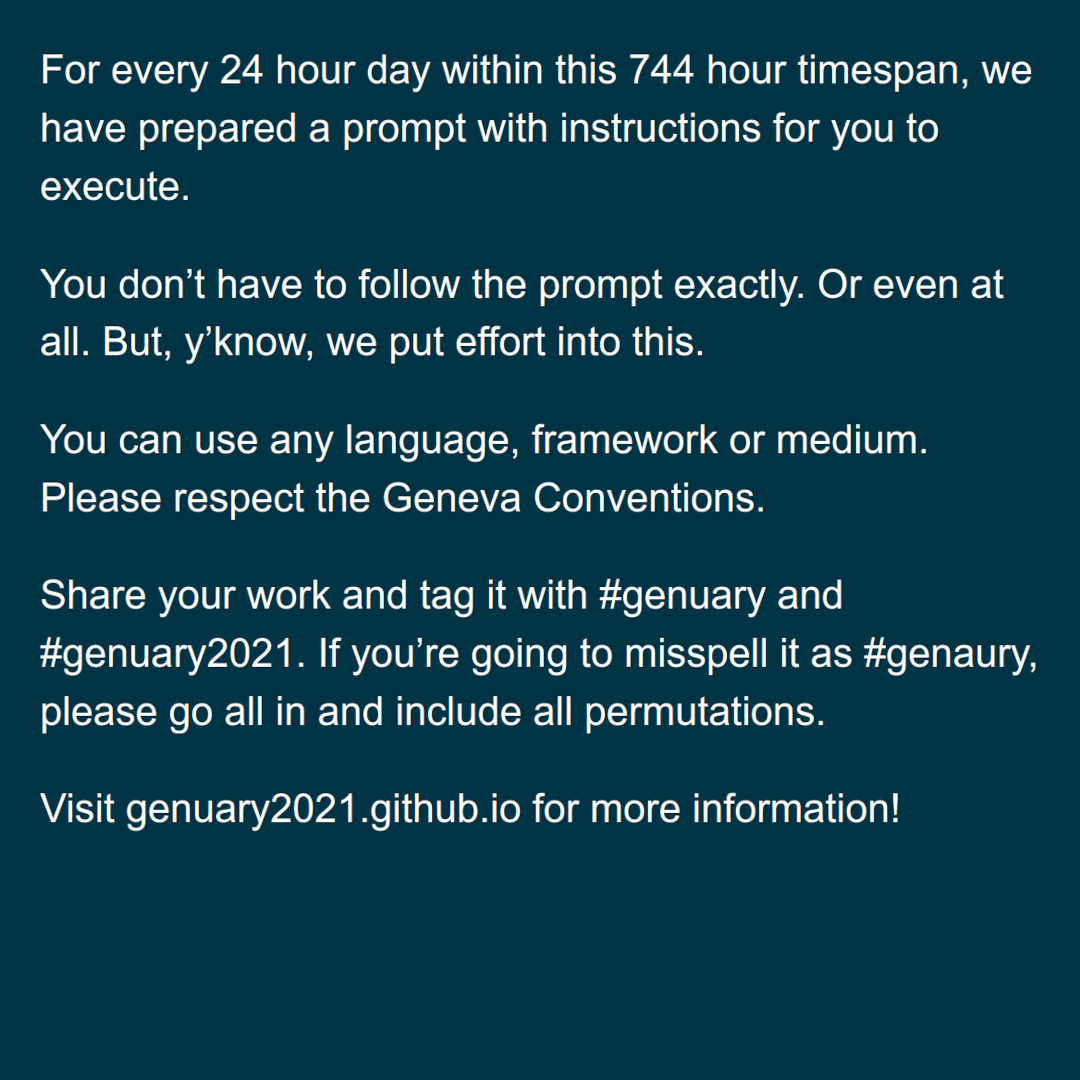 For every 24 hour day within this 744 hour timespan, we
have prepared a prompt with instructions for you to
execute.
You don’t have to follow the prompt exactly. Or even at
all. But, y’know, we put effort into this.
You can use any language, framework or medium.
Please respect the Geneva Conventions.
Share your work and tag it with #genuary and
#genuary2021. If you’re going to misspell it as #genaury,
please go all in and include all permutations.
Visit genuary2021.github.io for more information!